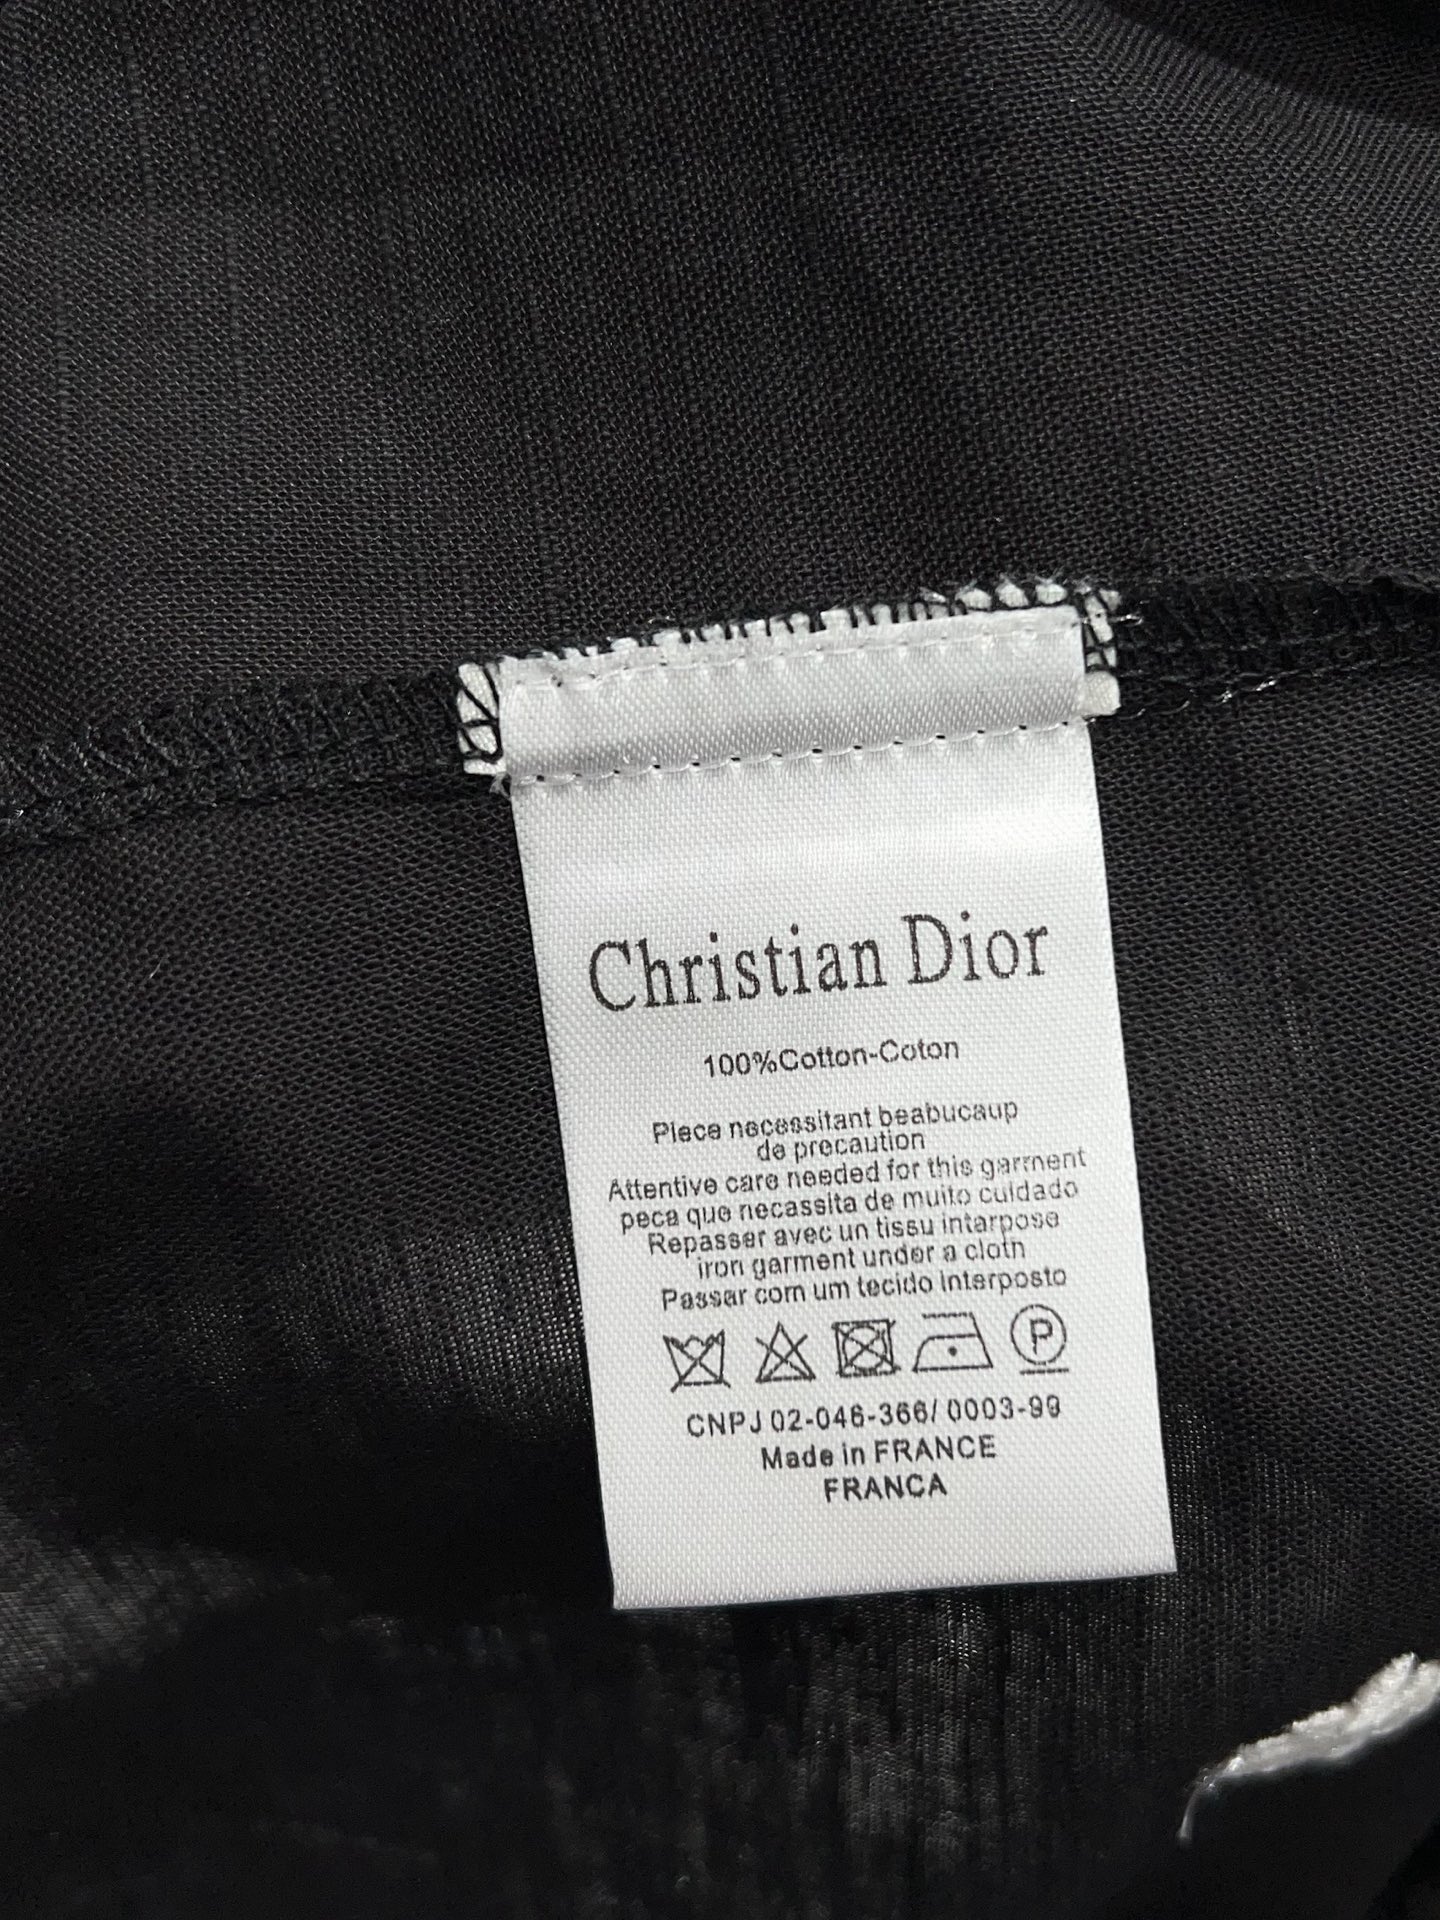 Christian Dior
100%Cotton-Coton
Piece necessitant beabucaup
de precaution
Attentive care needed for this garment
peca que necassita de muito cuidado
Repasser avec un tissu intarpose
iron garment under a cloth
Passar com um tecido interposto
P
CNPJ 02-046-366/ 0003-99
Made in FRANCE
FRANCA